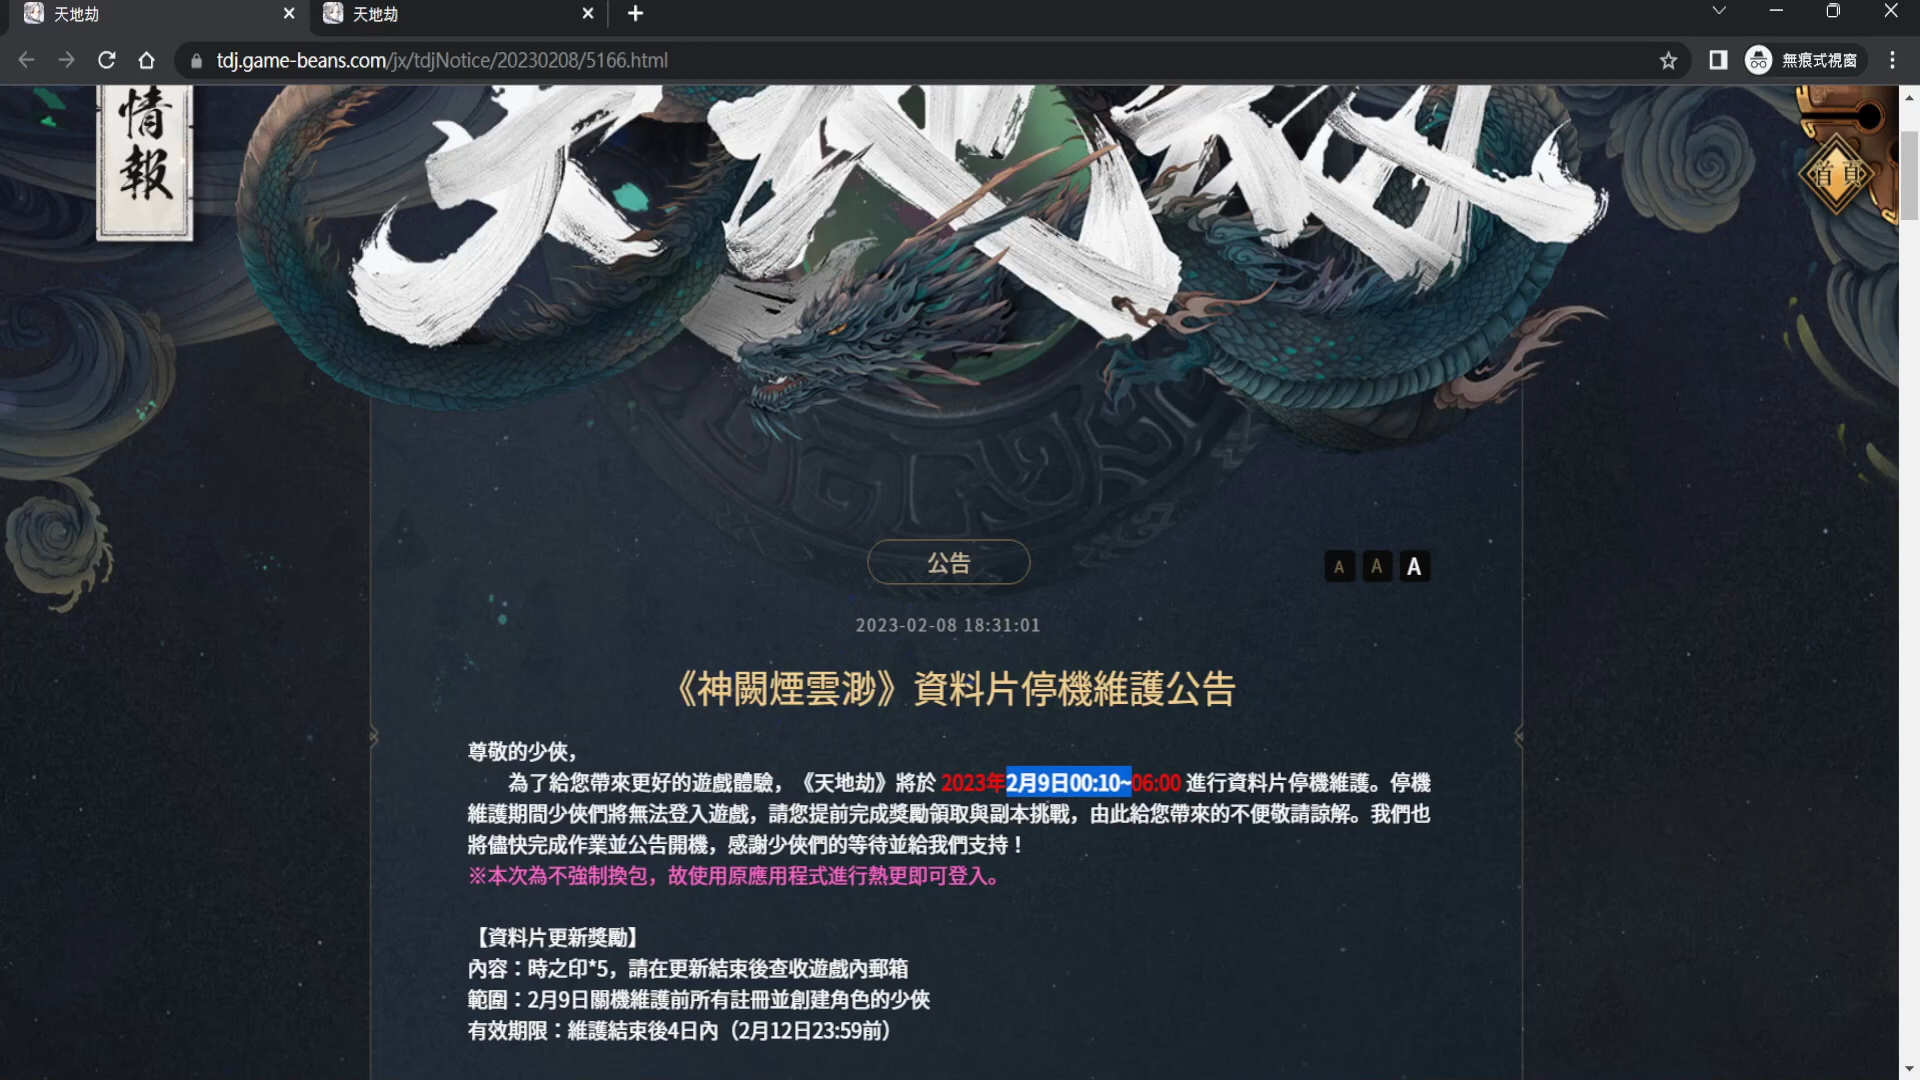 天地劫
天地劫
tdj.game-beans.com/jx/tdjNotice/20230208/5166.html
無痕式視窗
情報
天地劫
首頁
公告
A A A
2023-02-08 18:31:01
《神闕煙雲渺》資料片停機維護公告
尊敬的少俠，
為了給您帶來更好的遊戲體驗，《天地劫》將於 2023年2月9日00:10~06:00 進行資料片停機維護。停機
維護期間少俠們將無法登入遊戲，請您提前完成獎勵領取與副本挑戰，由此給您帶來的不便敬請諒解。我們也
將儘快完成作業並公告開機，感謝少俠們的等待並給我們支持！
※本次為不強制換包，故使用原應用程式進行熱更即可登入。
【資料片更新獎勵】
內容：時之印*5，請在更新結束後查收遊戲內郵箱
範圍：2月9日關機維護前所有註冊並創建角色的少俠
有效期限：維護結束後4日內（2月12日23:59前）